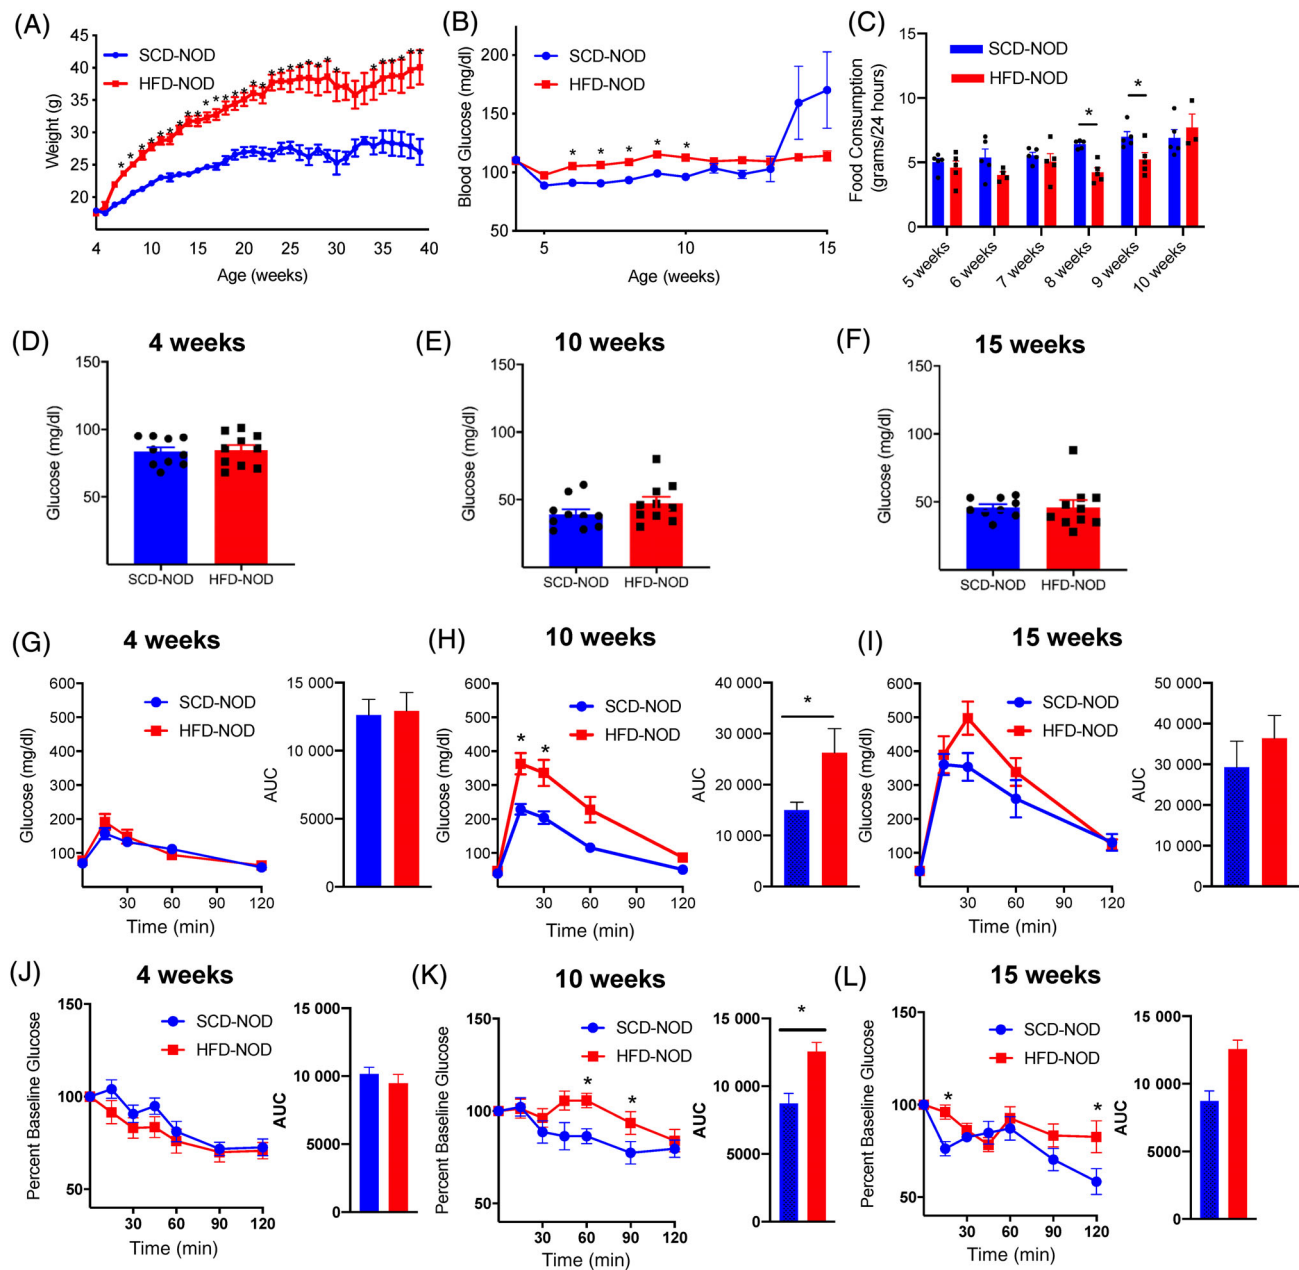 (A)
SCD-NOD
HFD-NOD
Weight (g)
45
40
35
30
25
20
4 10 15 20 25 30 35 40
Age (weeks)
(B)
SCD-NOD
HFD-NOD
Blood Glucose (mg/dl)
200
150
100
50
5 10 15
Age (weeks)
* * * * *
(C)
SCD-NOD
HFD-NOD
Food Consumption
(grams/24 hours)
15
10
5
0
* *
5 weeks
6 weeks
7 weeks
8 weeks
9 weeks
10 weeks
(D)
4 weeks
Glucose (mg/dl)
150
100
50
SCD-NOD HFD-NOD
(E)
10 weeks
Glucose (mg/dl)
150
100
50
SCD-NOD HFD-NOD
(F)
15 weeks
Glucose (mg/dl)
150
100
50
SCD-NOD HFD-NOD
(G)
4 weeks
SCD-NOD
HFD-NOD
Glucose (mg/dl)
600
500
400
300
200
100
30 60 90 120
Time (min)
AUC
15 000
10 000
5000
0
(H)
10 weeks
SCD-NOD
HFD-NOD
Glucose (mg/dl)
600
500
400
300
200
100
* *
30 60 90 120
Time (min)
AUC
40 000
30 000
20 000
10 000
0
*
(I)
15 weeks
SCD-NOD
HFD-NOD
Glucose (mg/dl)
600
500
400
300
200
100
30 60 90 120
Time (min)
AUC
50 000
40 000
30 000
20 000
10 000
0
(J)
4 weeks
SCD-NOD
HFD-NOD
Percent Baseline Glucose
150
100
50
30 60 90 120
Time (min)
AUC
15 000
10 000
5000
0
(K)
10 weeks
SCD-NOD
HFD-NOD
Percent Baseline Glucose
150
100
50
* *
30 60 90 120
Time (min)
AUC
15 000
10 000
5000
0
*
(L)
15 weeks
SCD-NOD
HFD-NOD
Percent Baseline Glucose
150
100
50
* *
30 60 90 120
Time (min)
AUC
15 000
10 000
5000
0